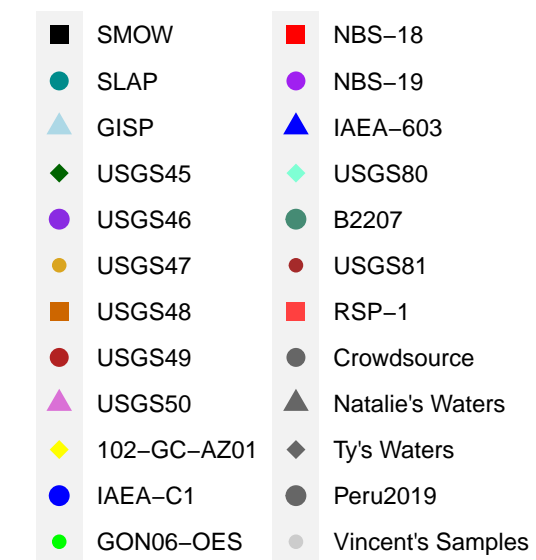 SMOW
SLAP
GISP
USGS45
USGS46
USGS47
USGS48
USGS49
USGS50
102−GC−AZ01
IAEA−C1
GON06−OES
NBS−18
NBS−19
IAEA−603
USGS80
B2207
USGS81
RSP−1
Crowdsource
Natalie's Waters
Ty's Waters
Peru2019
Vincent's Samples